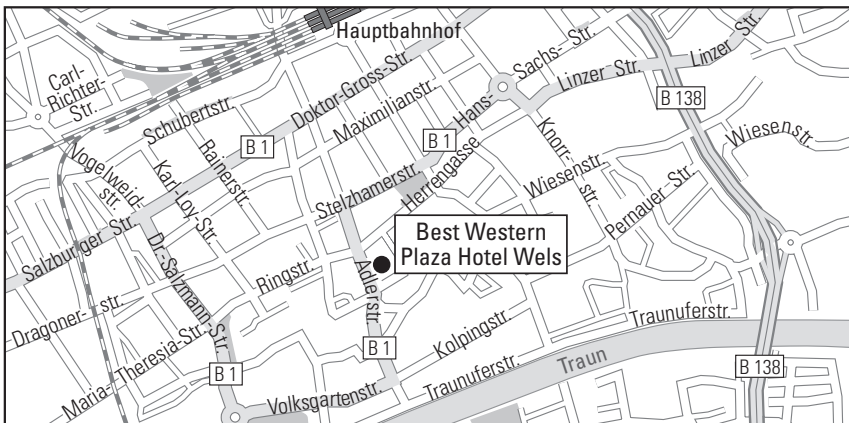 Hauptbahnhof
Carl-
Richter-
Str.
Schubertstr.
Doktor-Gross-Str.
Maximilianstr.
Hans-
Sachs- Str.
Linzer Str.
Linzer Str.
B 138
Vogelweid-
str.
Karl-Loy-Str.
Rainerstr.
B 1
B 1
Herrengasse
Knorr-
str.
Wiesenstr.
Wiesenstr.
Stelzhamerstr.
Pernauer Str.
Salzburger Str.
Dr.-Salzmann-Str.
Best Western
Plaza Hotel Wels
Ringstr.
Adlerstr.
Dragoner- str.
Maria- Theresia-Str.
Kolpingstr.
Traunuferstr.
B 1
B 1
Traunuferstr.
Traun
B 138
Volksgartenstr.